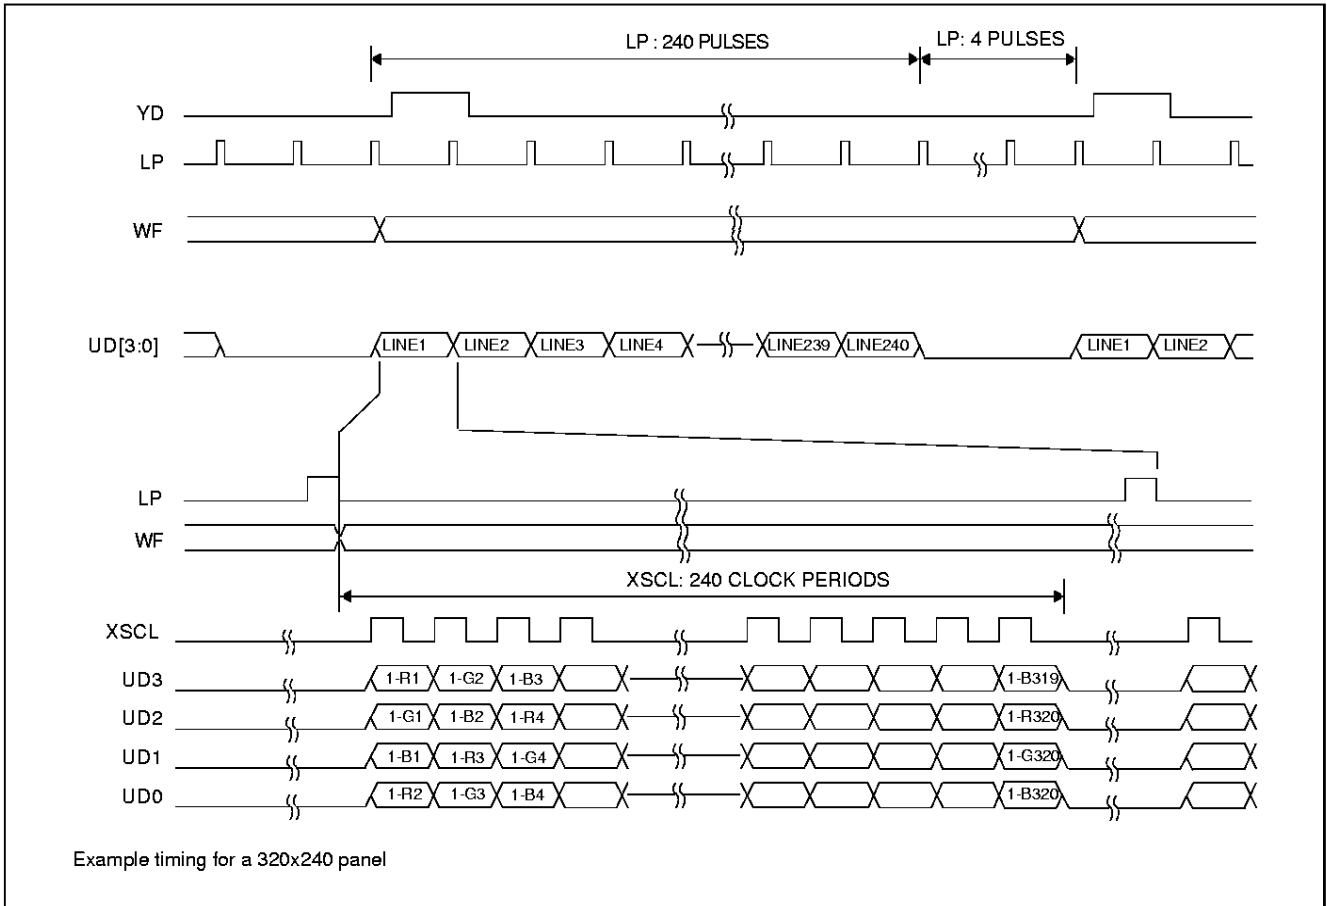 LP : 240 PULSES
LP: 4 PULSES
YD
LP
WF
UD[3:0]
LINE1
LINE2
LINE3
LINE4
LINE239
LINE240
LINE1
LINE2
LP
WF
XSCL: 240 CLOCK PERIODS
XSCL
UD3
1-R1
1-G2
1-B3
1-B319
UD2
1-G1
1-B2
1-R4
1-R320
UD1
1-B1
1-R3
1-G4
1-G320
UD0
1-R2
1-G3
1-B4
1-B320
Example timing for a 320x240 panel